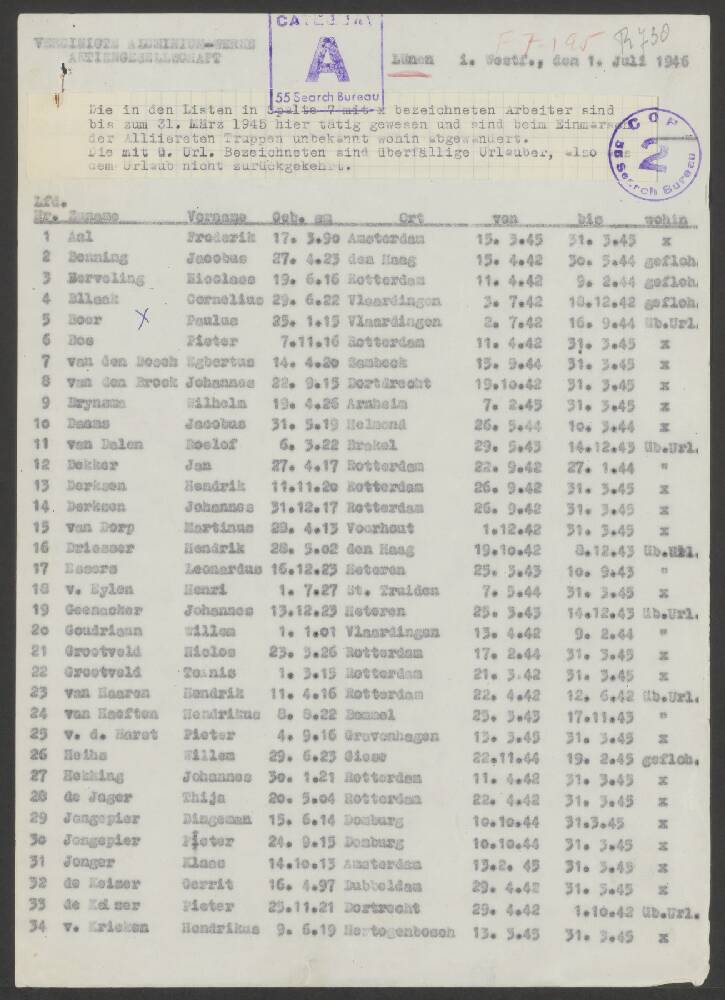 CATEGORY
A
55 Search Bureau
F7-195 R730
VEREINIGTE ALUMINIUM-WERKE
AKTIENGESELLSCHAFT
Lünen i. Westf., den 1. Juli 1946
COPY
2
55 Search Bureau
Die in den Listen in Spalte 7 mit x bezeichneten Arbeiter sind
bis zum 31. März 1945 hier tätig gewesen und sind beim Einmarsch
der Alliierten Truppen unbekannt wohin abgewandert.
Die mit ü. Url. Bezeichneten sind überfällige Urlauber, also
dem Urlaub nicht zurückgekehrt.
Lfd.
Nr. Zuname Vorname Geb. am Ort von bis wohin
1 Aal Frederik 17. 3.90 Amsterdam 15. 3.45 31. 3.45 x
2 Benning Jacobus 27. 4.23 den Haag 15. 4.42 30. 5.44 gefloh.
3 Berveling Nicolaas 19. 6.16 Rotterdam 11. 4.42 9. 2.44 gefloh.
4 Bllaak Cornelius 29. 6.22 Vlaardingen 3. 7.42 18.12.42 gefloh.
5 Boer X Paulus 25. 1.15 Vlaardingen 2. 7.42 16. 9.44 Üb.Url.
6 Bos Pieter 7.11.16 Rotterdam 11. 4.42 31. 3.45 x
7 van den Bosch Egbertus 14. 4.20 Sambeek 15. 9.44 31. 3.45 x
8 van den Broek Johannes 22. 9.15 Dortdrecht 19.10.42 31. 3.45 x
9 Brynsma Wilhelm 19. 4.26 Arnheim 7. 2.45 31. 3.45 x
10 Daams Jacobus 31. 5.19 Helmond 26. 5.44 10. 3.44 x
11 van Dalen Roelof 6. 3.22 Brakel 29. 5.43 14.12.43 Üb.Url.
12 Dekker Jan 27. 4.17 Rotterdam 22. 9.42 27. 1.44 "
13 Derksen Hendrik 11.11.20 Rotterdam 26. 9.42 31. 3.45 x
14. Derksen Johannes 31.12.17 Rotterdam 26. 9.42 31. 3.45 x
15 van Dorp Martinus 29. 4.13 Voorhout 1.12.42 31. 3.45 x
16 Driesser Hendrik 28. 5.02 den Haag 19.10.42 8.12.43 Üb.Url.
17 Essers Leonardus 16.12.23 Heteren 25. 3.43 10. 9.43 "
18 v. Eylen Henri 1. 7.27 St. Truiden 7. 5.44 31. 3.45 x
19 Geenacker Johannes 13.12.23 Heteren 25. 3.43 14.12.43 Üb.Url.
20 Goudriaan Willem 1. 1.01 Vlaardingen 13. 4.42 9. 2.44 "
21 Grootveld Nicles 23. 3.26 Rotterdam 17. 2.44 31. 3.45 x
22 Grootveld Teunis 1. 3.15 Rotterdam 21. 3.42 31. 3.45 x
23 van Haaren Hendrik 11. 4.16 Rotterdam 22. 4.42 12. 6.42 Üb.Url.
24 van Haeften Hendrikus 8. 8.22 Bommel 25. 3.43 17.11.43 "
25 v. d. Harst Pieter 4. 9.16 Gravenhagen 13. 3.45 31. 3.45 x
26 Heihs Willem 29. 6.23 Giese 22.11.44 19. 2.45 gefloh.
27 Hekking Johannes 30. 1.21 Rotterdam 11. 4.42 31. 3.45 x
28 de Jager Thijs 20. 5.04 Rotterdam 22. 4.42 31. 3.45 x
29 Jongepier Dingeman 15. 6.14 Domburg 10.10.44 31.3.45 x
30 Jongepier Pieter 24. 9.15 Domburg 10.10.44 31. 3.45 x
31 Jonger Klaas 14.10.13 Amsterdam 13.2. 45 31. 3.45 x
32 de Keizer Gerrit 16. 4.97 Dubbeldam 29. 4.42 31. 3.45 x
33 de Keizer Pieter 25.11.21 Dortrecht 29. 4.42 1.10.42 Üb.Url.
34 v. Kricken Hendrikus 9. 6.19 Hertogenbosch 13. 3.45 31. 3.45 x